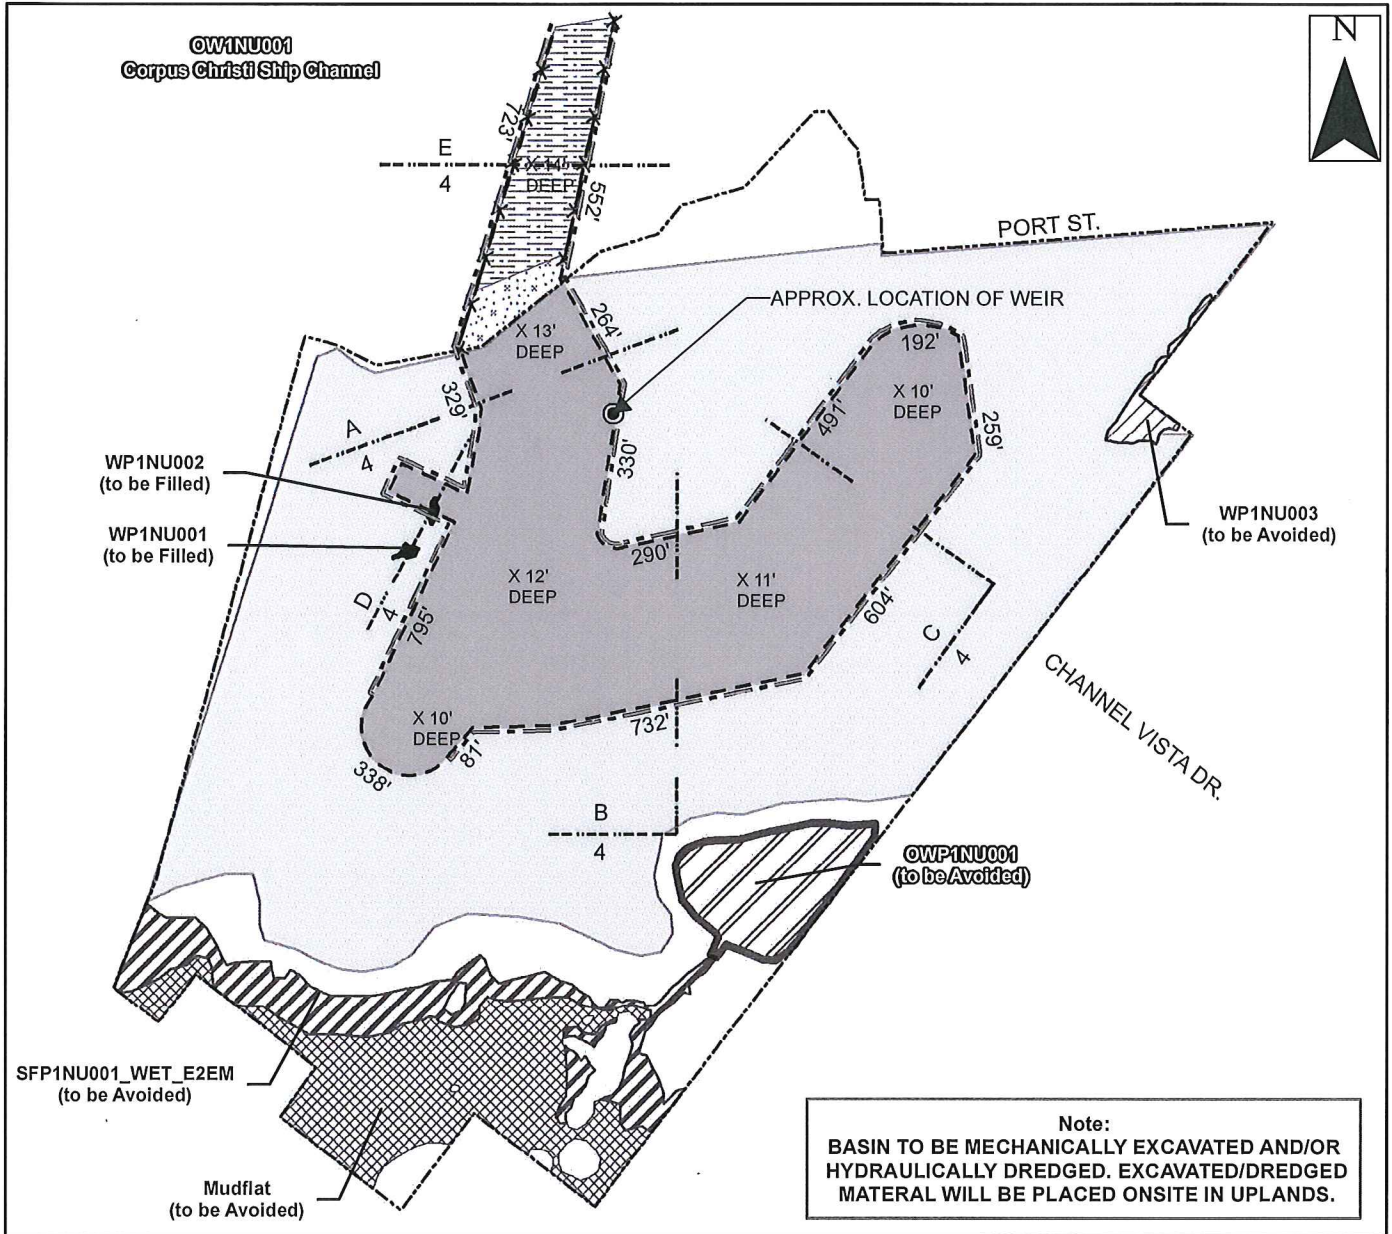 OW1NU001
Corpus Christi Ship Channel
N
723'
E
4
X 14'
DEEP
552'
PORT ST.
APPROX. LOCATION OF WEIR
X 13'
DEEP
264'
192'
X 10'
DEEP
329'
491'
259'
A
4
330'
WP1NU002
(to be Filled)
WP1NU003
(to be Avoided)
WP1NU001
(to be Filled)
290'
X 12'
DEEP
X 11'
DEEP
D
4
795'
604'
C
4
CHANNEL VISTA DR.
X 10'
DEEP
732'
81'
338'
B
4
OWP1NU001
(to be Avoided)
SFP1NU001_WET_E2EM
(to be Avoided)
Mudflat
(to be Avoided)
Note:
BASIN TO BE MECHANICALLY EXCAVATED AND/OR
HYDRAULICALLY DREDGED. EXCAVATED/DREDGED
MATERAL WILL BE PLACED ONSITE IN UPLANDS.